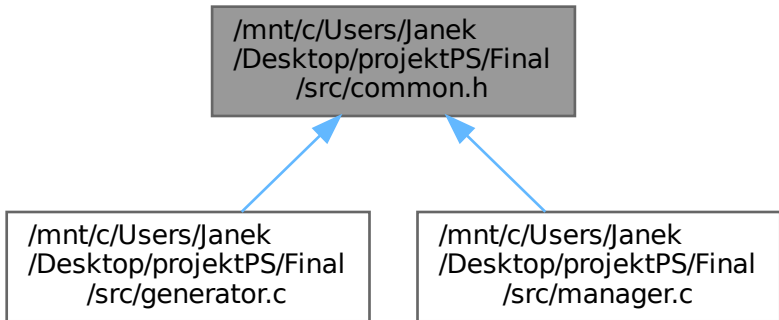 /mnt/c/Users/Janek
/Desktop/projektPS/Final
/src/common.h
/mnt/c/Users/Janek
/Desktop/projektPS/Final
/src/generator.c
/mnt/c/Users/Janek
/Desktop/projektPS/Final
/src/manager.c